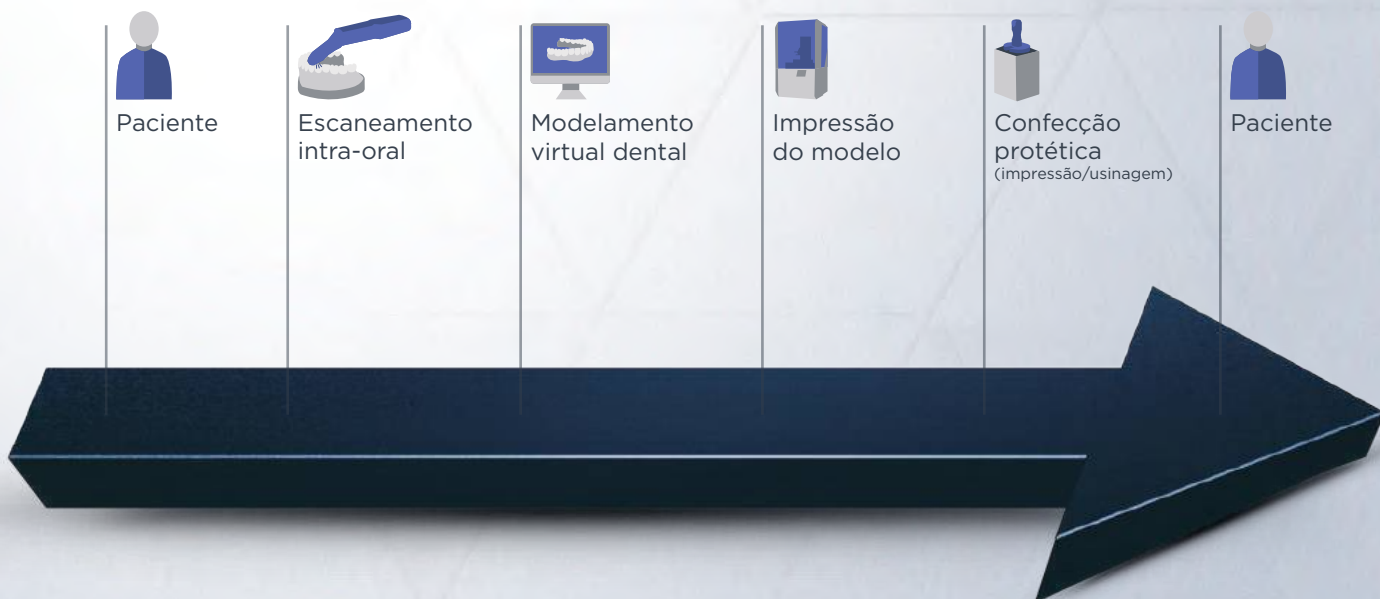 Paciente
Escaneamento
intra-oral
Modelamento
virtual dental
Impressão
do modelo
Confecção
protética
(impressão/usinagem)
Paciente